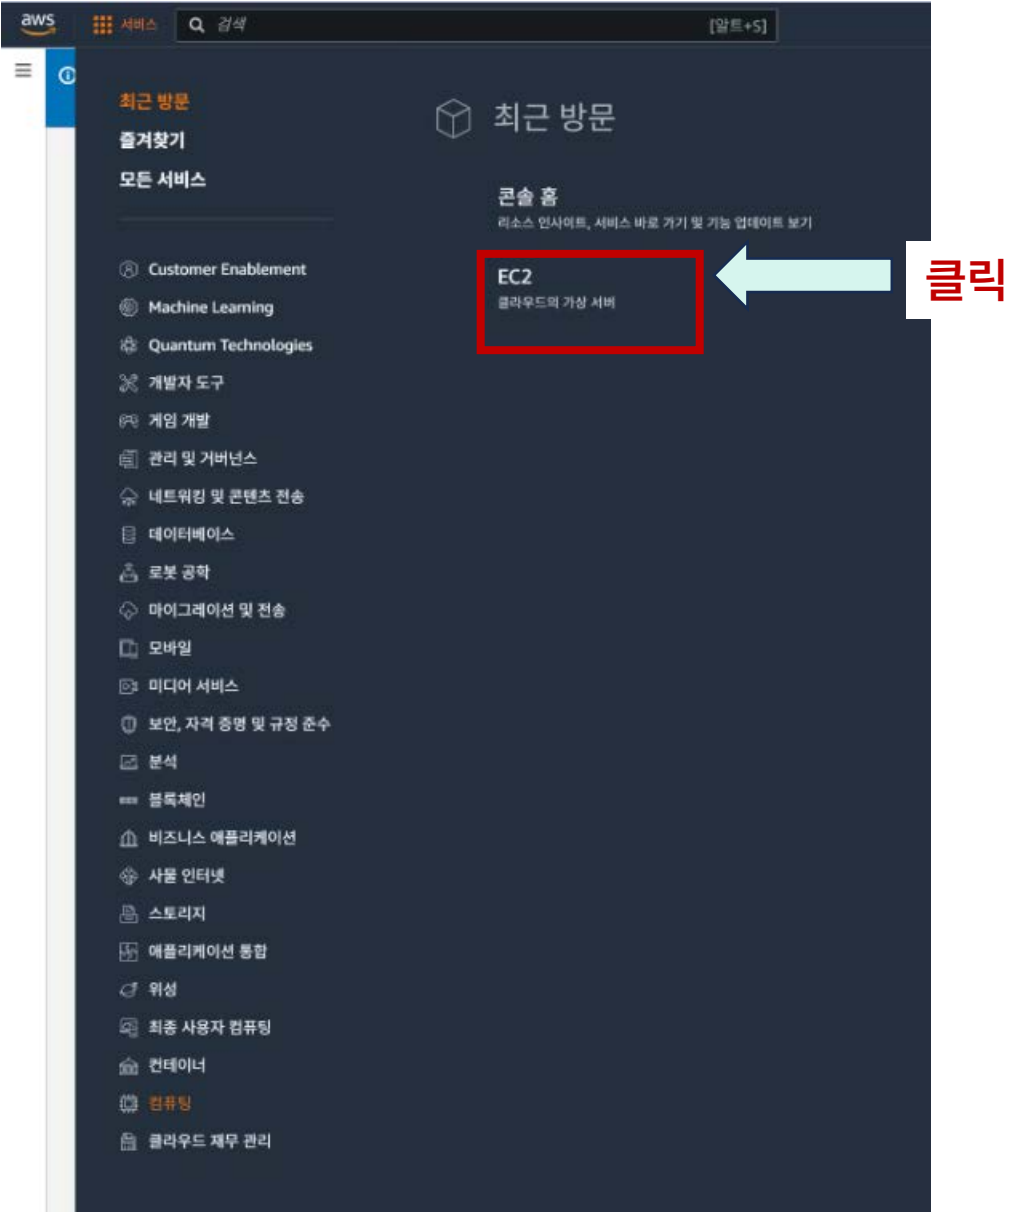 aws
서비스
검색
[알트+S]
최근 방문
즐겨찾기
모든 서비스
Customer Enablement
Machine Learning
Quantum Technologies
개발자 도구
게임 개발
관리 및 거버넌스
네트워킹 및 콘텐츠 전송
데이터베이스
로봇 공학
마이그레이션 및 전송
모바일
미디어 서비스
보안, 자격 증명 및 규정 준수
분석
블록체인
비즈니스 애플리케이션
사물 인터넷
스토리지
애플리케이션 통합
위성
최종 사용자 컴퓨팅
컨테이너
컴퓨팅
클라우드 재무 관리
최근 방문
콘솔 홈
리소스 인사이트, 서비스 바로 가기 및 기능 업데이트 보기
EC2
클라우드의 가상 서버
클릭